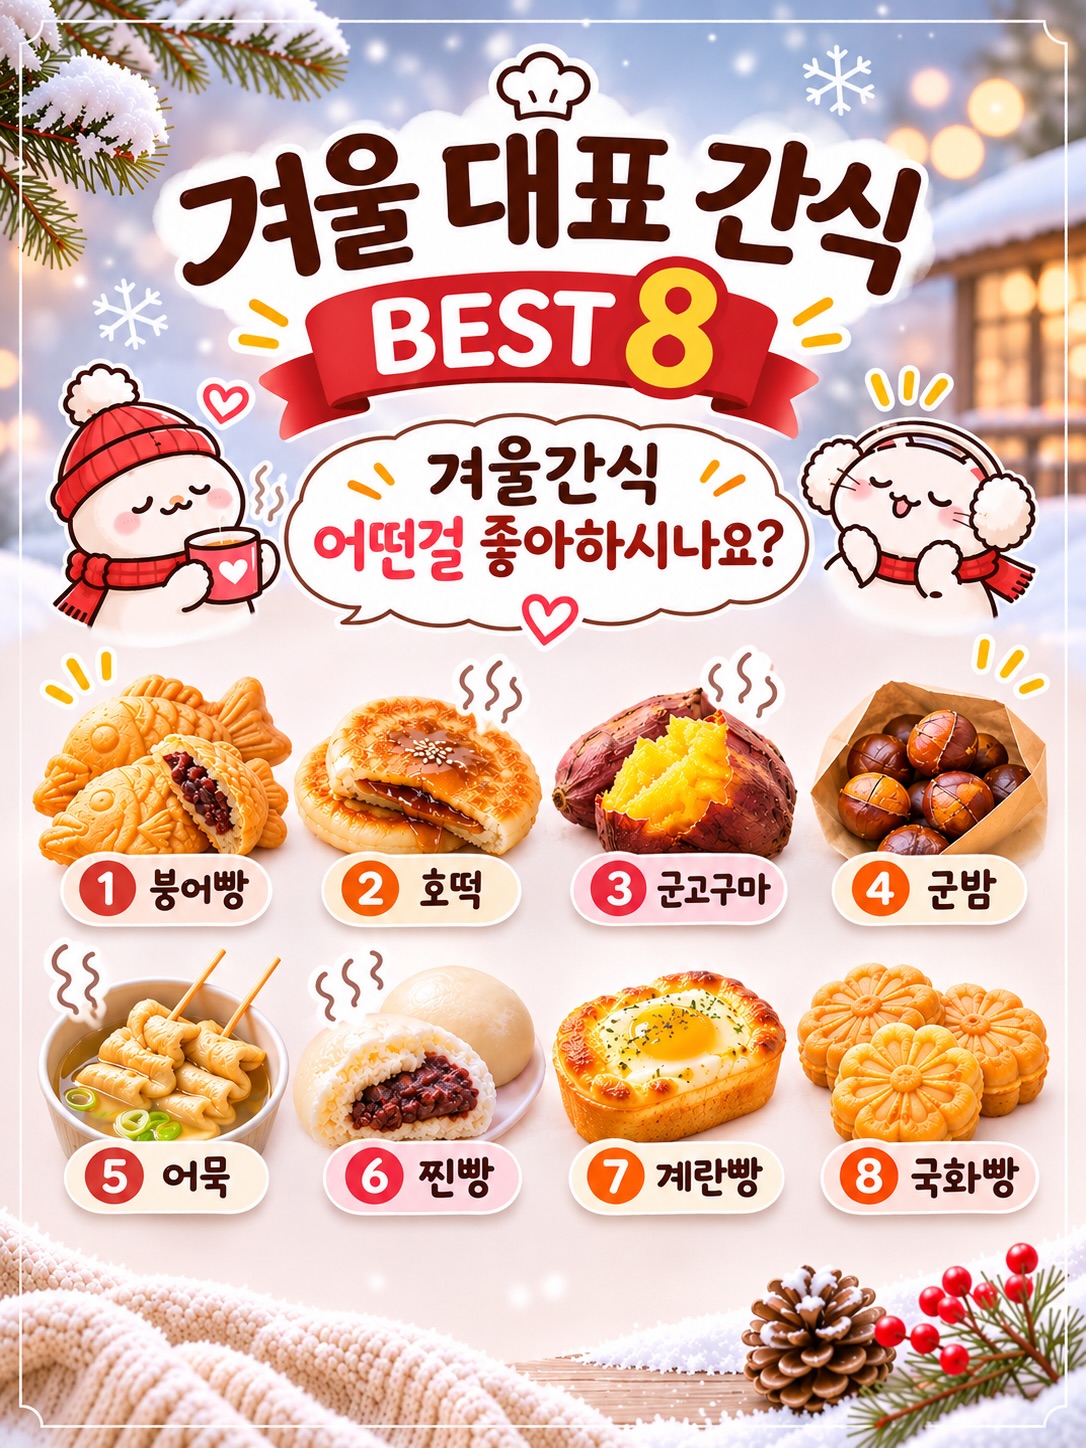 겨울 대표 간식
BEST 8
겨울간식
어떤걸 좋아하시나요?
1 붕어빵
2 호떡
3 군고구마
4 군밤
5 어묵
6 찐빵
7 계란빵
8 국화빵